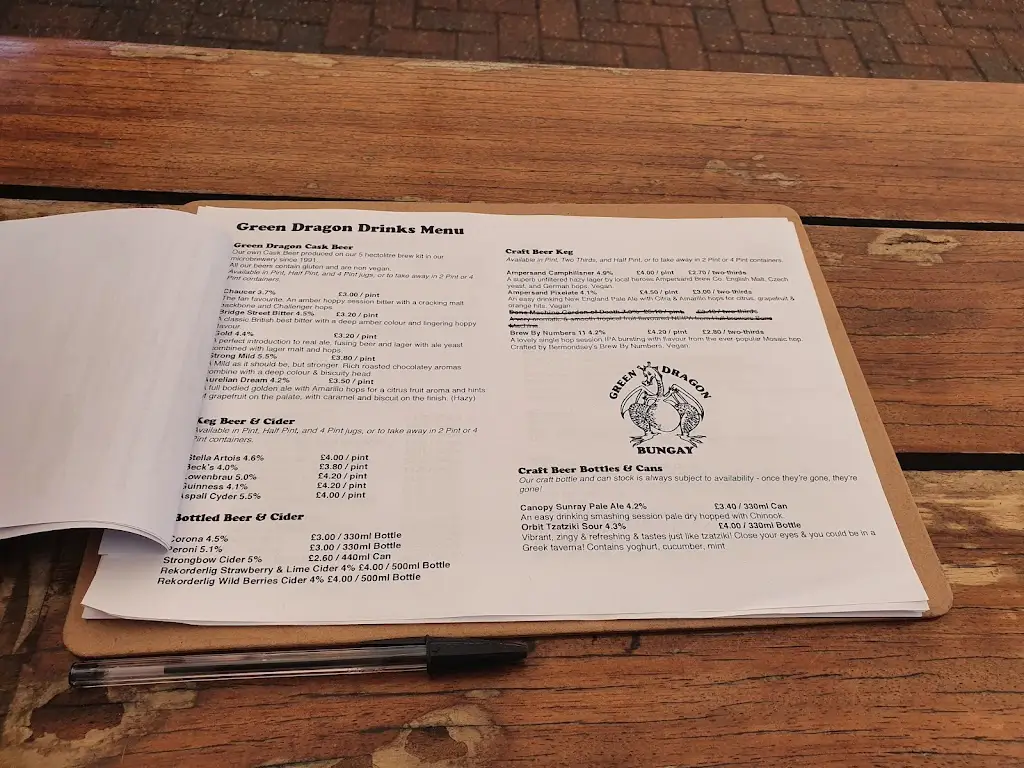 Green Dragon Drinks Menu
Green Dragon Cask Beer
Our own Cask Beer produced on our 5 hectolitre brew kit in our
microbrewery since 1991.
All our beers contain gluten and are non vegan.
Available in Pint, Half Pint, and 4 Pint jugs, or to take away in 2 Pint or 4
Pint containers.
Chaucer 3.7% £3.00 / pint
The fan favourite. An amber hoppy session bitter with a cracking malt
backbone and Challenger hops
Bridge Street Bitter 4.5% £3.20 / pint
A classic British best bitter with a deep amber colour and lingering hoppy
flavour.
Gold 4.4% £3.20 / pint
A perfect introduction to real ale, fusing beer and lager with ale yeast
combined with lager malt and hops
Strong Mild 5.5% £3.80 / pint
A Mild as it should be, but stronger. Rich roasted chocolatey aromas
combine with a deep colour & biscuity head
Aurelian Dream 4.2% £3.50 / pint
full bodied golden ale with Amarillo hops for a citrus fruit aroma and hints
of grapefruit on the palate, with caramel and biscuit on the finish. (Hazy)
Keg Beer & Cider
Available in Pint, Half Pint, and 4 Pint jugs, or to take away in 2 Pint or 4
Pint containers.
Stella Artois 4.6% £4.00 / pint
Beck's 4.0% £3.80 / pint
Lowenbrau 5.0% £4.20 / pint
Guinness 4.1% £4.20 / pint
Aspall Cyder 5.5% £4.00 / pint
Bottled Beer & Cider
Corona 4.5% £3.00 / 330ml Bottle
Peroni 5.1% £3.00 / 330ml Bottle
Strongbow Cider 5% £2.60 / 440ml Can
Rekorderlig Strawberry & Lime Cider 4% £4.00 / 500ml Bottle
Rekorderlig Wild Berries Cider 4% £4.00 / 500ml Bottle
Craft Beer Keg
Available in Pint, Two Thirds, and Half Pint, or to take away in 2 Pint or 4 Pint containers.
Ampersand Camphillsner 4.9% £4.00 / pint £2.70 / two-thirds
A superb unfiltered hazy lager by local heroes Ampersand Brew Co. English Malt, Czech
yeast, and German hops. Vegan.
Ampersand Pixelate 4.1% £4.50 / pint £3.00 / two-thirds
An easy drinking New England Pale Ale with Citra & Amarillo hops for citrus, grapefruit &
orange hits. Vegan.
Dons Machine Garden of Death £5.10 / pint £3.40 / two-thirds
Machine
Brew By Numbers 11 4.2% £4.20 / pint £2.80 / two-thirds
A lovely single hop session IPA bursting with flavour from the ever-popular Mosaic hop.
Crafted by Bermondsey's Brew By Numbers. Vegan.
GREEN DRAGON
BUNGAY
Craft Beer Bottles & Cans
Our craft bottle and can stock is always subject to availability - once they're gone, they're
gone!
Canopy Sunray Pale Ale 4.2% £3.40 / 330ml Can
An easy drinking smashing session pale dry hopped with Chinook.
Orbit Tzatziki Sour 4.3% £4.00 / 330ml Bottle
Vibrant, zingy & refreshing & tastes just like tzatziki! Close your eyes & you could be in a
Greek taverna! Contains yoghurt, cucumber, mint